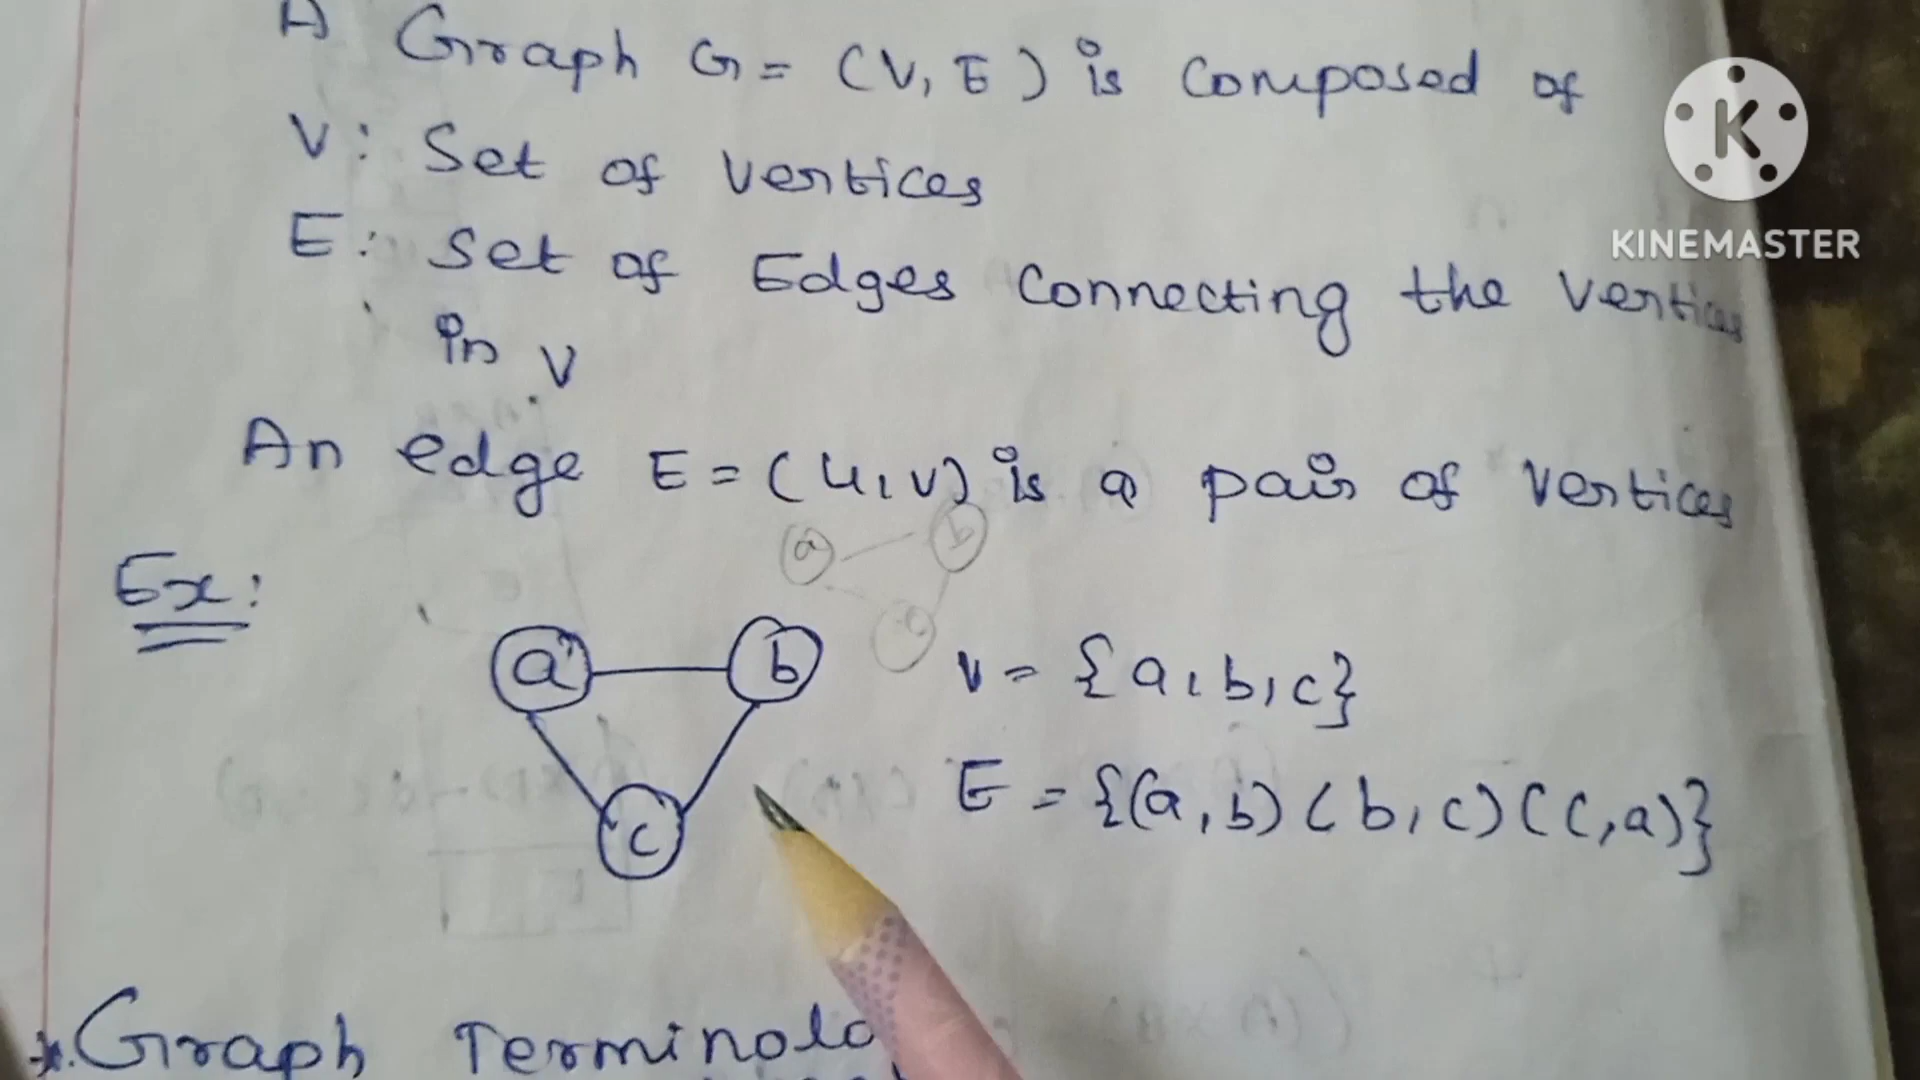 A Graph G = (V, E) is composed of
V: Set of vertices
E: Set of Edges connecting the vertices
in V
An edge E = (u, v) is a pair of vertices
Ex:
a b
c
a b
c
V = {a, b, c}
E = {(a, b) (b, c) (c, a)}
*. Graph Terminolo
K
KINEMASTER